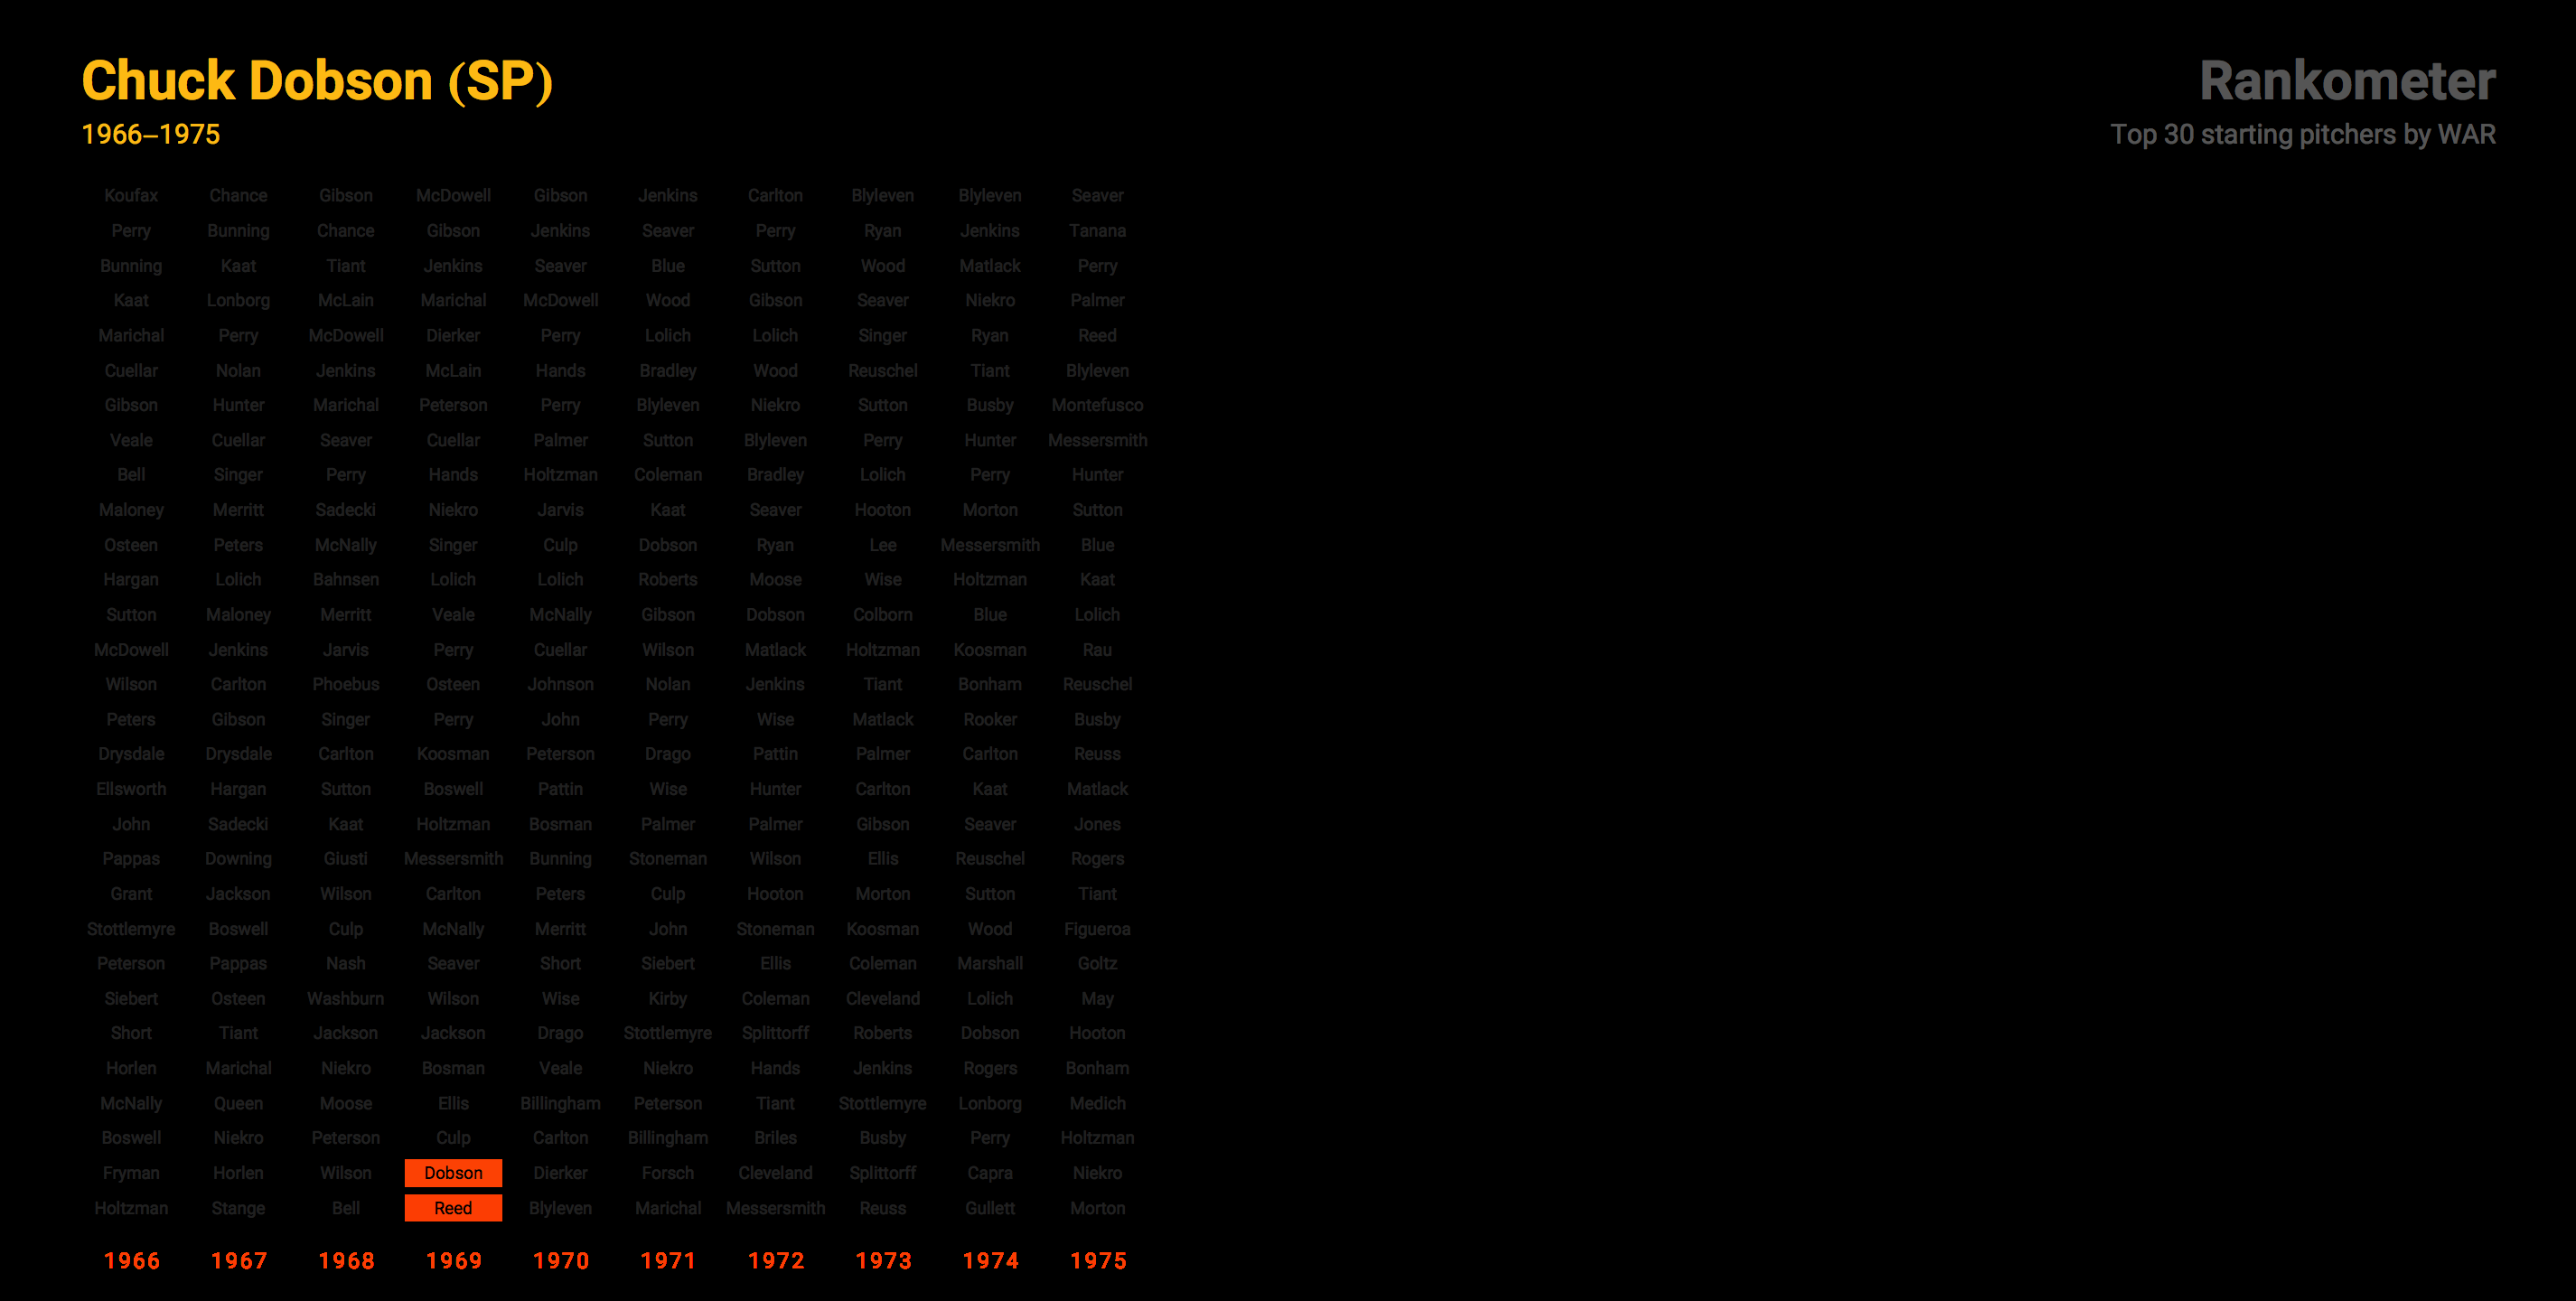 Chuck Dobson (SP)
Rankometer
1966–1975
Top 30 starting pitchers by WAR
Koufax Chance Gibson McDowell Gibson Jenkins Carlton Blyleven Blyleven Seaver
Perry Bunning Chance Gibson Jenkins Seaver Perry Ryan Jenkins Tanana
Bunning Kaat Tiant Jenkins Seaver Blue Sutton Wood Matlack Perry
Kaat Lonborg McLain Marichal McDowell Wood Gibson Seaver Niekro Palmer
Marichal Perry McDowell Dierker Perry Lolich Lolich Singer Ryan Reed
Cuellar Nolan Jenkins McLain Hands Bradley Wood Reuschel Tiant Blyleven
Gibson Hunter Marichal Peterson Perry Blyleven Niekro Sutton Busby Montefusco
Veale Cuellar Seaver Cuellar Palmer Sutton Blyleven Perry Hunter Messersmith
Bell Singer Perry Hands Holtzman Coleman Bradley Lolich Perry Hunter
Maloney Merritt Sadecki Niekro Jarvis Kaat Seaver Hooton Morton Sutton
Osteen Peters McNally Singer Culp Dobson Ryan Lee Messersmith Blue
Hargan Lolich Bahnsen Lolich Lolich Roberts Moose Wise Holtzman Kaat
Sutton Maloney Merritt Veale McNally Gibson Dobson Colborn Blue Lolich
McDowell Jenkins Jarvis Perry Cuellar Wilson Matlack Holtzman Koosman Rau
Wilson Carlton Phoebus Osteen Johnson Nolan Jenkins Tiant Bonham Reuschel
Peters Gibson Singer Perry John Perry Wise Matlack Rooker Busby
Drysdale Drysdale Carlton Koosman Peterson Drago Pattin Palmer Carlton Reuss
Ellsworth Hargan Sutton Boswell Pattin Wise Hunter Carlton Kaat Matlack
John Sadecki Kaat Holtzman Bosman Palmer Palmer Gibson Seaver Jones
Pappas Downing Giusti Messersmith Bunning Stoneman Wilson Ellis Reuschel Rogers
Grant Jackson Wilson Carlton Peters Culp Hooton Morton Sutton Tiant
Stottlemyre Boswell Culp McNally Merritt John Stoneman Koosman Wood Figueroa
Peterson Pappas Nash Seaver Short Siebert Ellis Coleman Marshall Goltz
Siebert Osteen Washburn Wilson Wise Kirby Coleman Cleveland Lolich May
Short Tiant Jackson Jackson Drago Stottlemyre Splittorff Roberts Dobson Hooton
Horlen Marichal Niekro Bosman Veale Niekro Hands Jenkins Rogers Bonham
McNally Queen Moose Ellis Billingham Peterson Tiant Stottlemyre Lonborg Medich
Boswell Niekro Peterson Culp Carlton Billingham Briles Busby Perry Holtzman
Fryman Horlen Wilson Dobson Dierker Forsch Cleveland Splittorff Capra Niekro
Holtzman Stange Bell Reed Blyleven Marichal Messersmith Reuss Gullett Morton
1966 1967 1968 1969 1970 1971 1972 1973 1974 1975